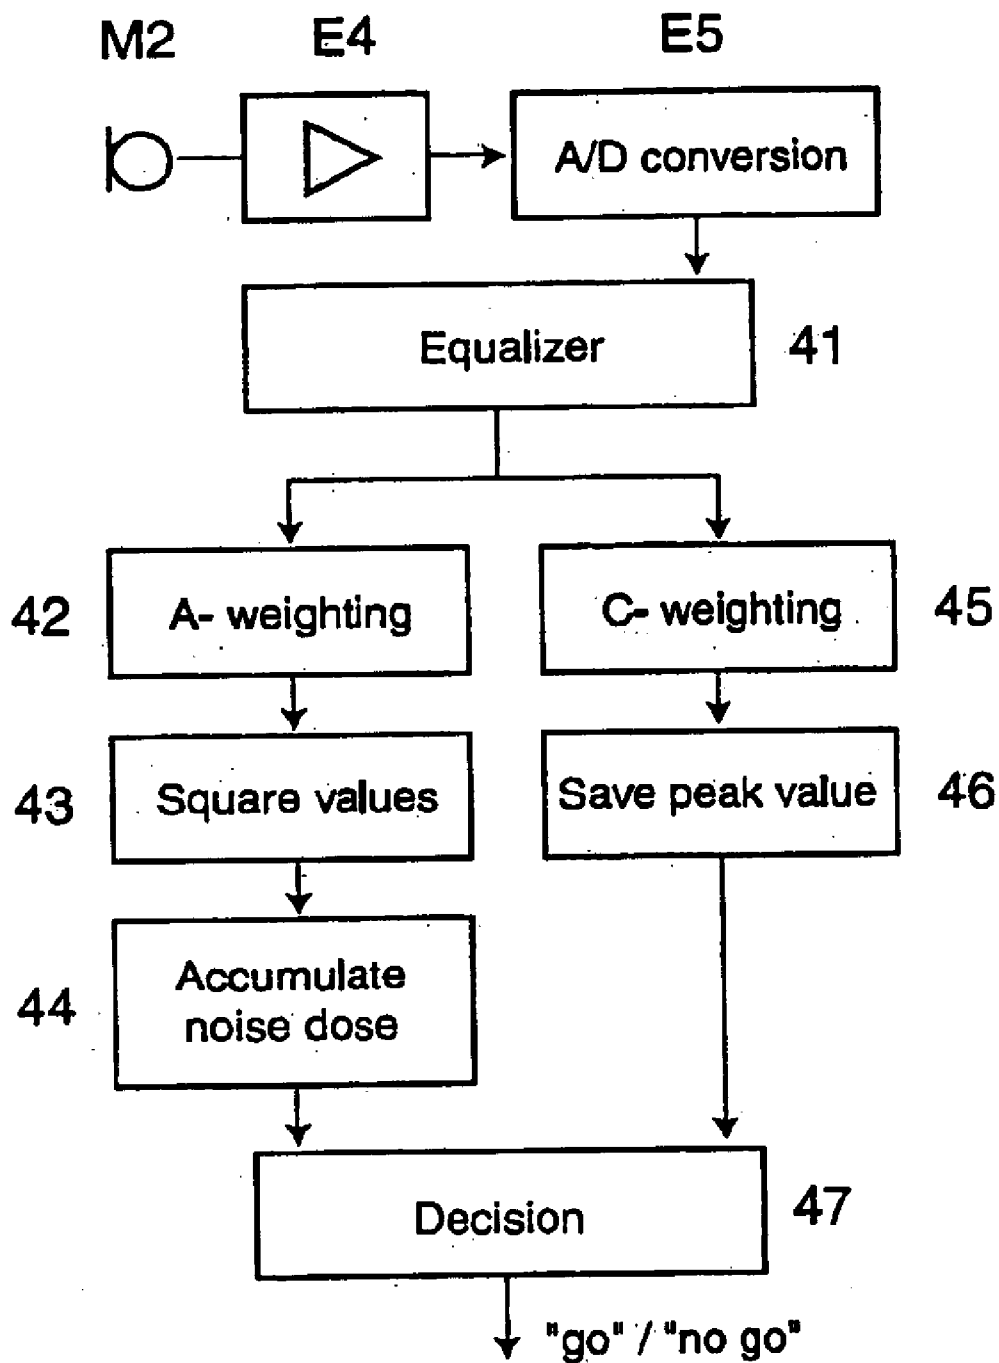 M2 E4 E5
A/D conversion
Equalizer 41
42 A- weighting C- weighting 45
43 Square values Save peak value 46
44 Accumulate
noise dose
Decision 47
"go" / "no go"